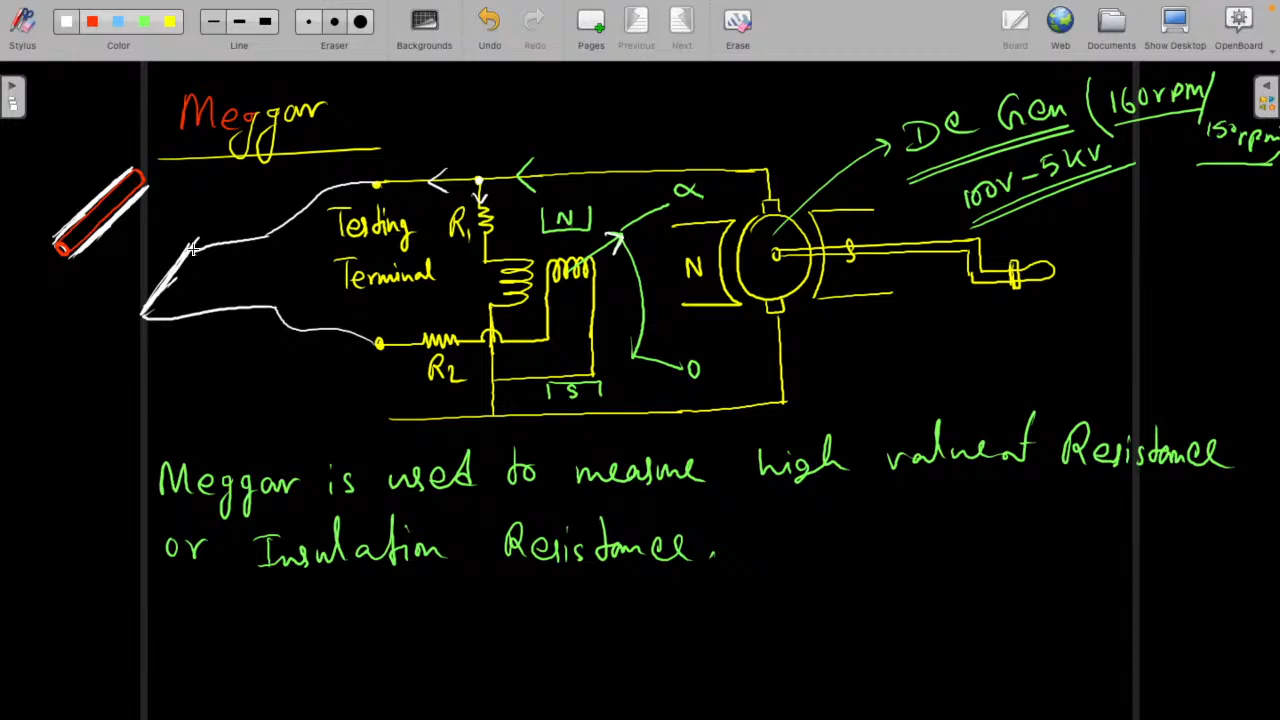 Stylus
Color
Line
Eraser
Backgrounds
Undo
Redo
Pages
Previous
Next
Erase
Board
Web
Documents
Show Desktop
OpenBoard
Meggar
DC Gen (160rpm/
150rpm
100V-5KV
Testing
Terminal
R1
N
α
N
S
R2
S
0
Meggar is used to measure high value of Resistance
or Insulation Resistance.